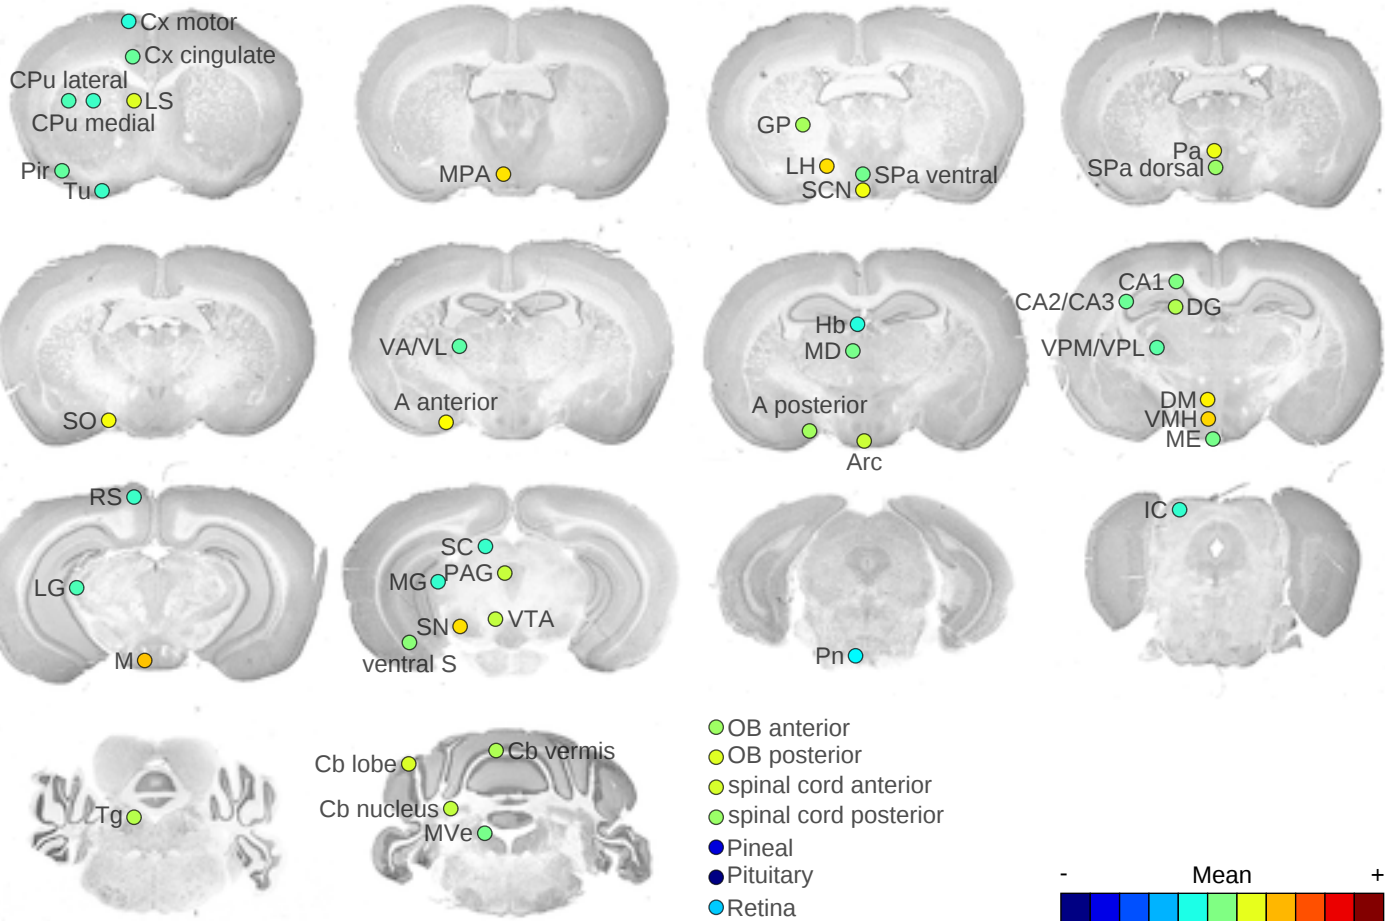 Cx motor
Cx cingulate
CPu lateral
LS
CPu medial
Pir
Tu
MPA
GP
LH
SPa ventral
SCN
Pa
SPa dorsal
SO
VA/VL
A anterior
Hb
MD
A posterior
Arc
CA1
CA2/CA3
DG
VPM/VPL
DM
VMH
ME
RS
LG
M
SC
MG
PAG
SN
VTA
ventral S
Pn
IC
Tg
Cb lobe
Cb vermis
Cb nucleus
MVe
OB anterior
OB posterior
spinal cord anterior
spinal cord posterior
Pineal
Pituitary
Retina
- Mean +